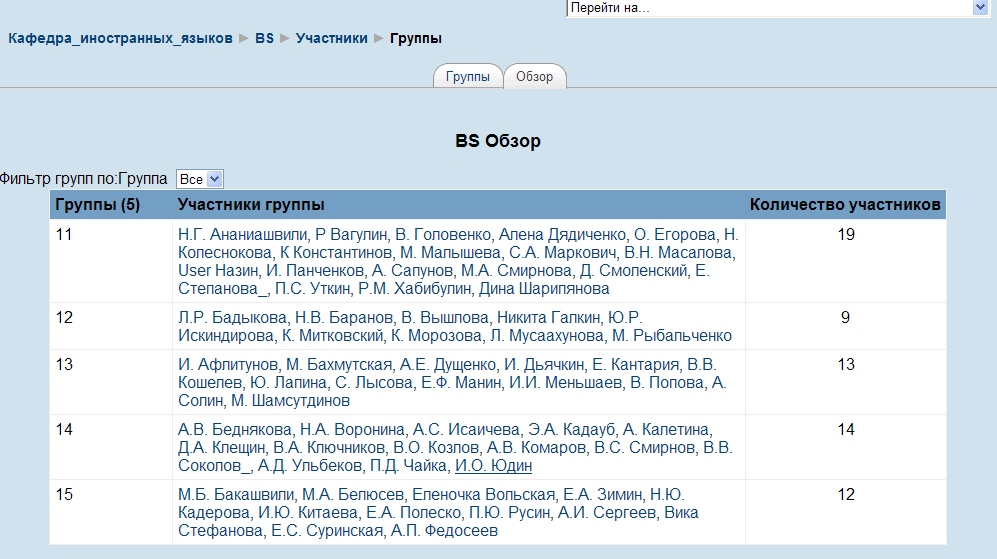 Перейти на...
Кафедра_иностранных_языков ► BS ► Участники ► Группы
Группы Обзор
BS Обзор
Фильтр групп по:Группа Все
Группы (5) Участники группы Количество участников
11 Н.Г. Ананиашвили, Р Вагулин, В. Головенко, Алена Дядиченко, О. Егорова, Н. 19
Колеснокова, К Константинов, М. Малышева, С.А. Маркович, В.Н. Масалова,
User Назин, И. Панченков, А. Сапунов, М.А. Смирнова, Д. Смоленский, Е.
Степанова_, П.С. Уткин, Р.М. Хабибулин, Дина Шарипянова
12 Л.Р. Бадыкова, Н.В. Баранов, В. Вышлова, Никита Галкин, Ю.Р. 9
Искиндирова, К. Митковский, К. Морозова, Л. Мусаахунова, М. Рыбальченко
13 И. Афлитунов, М. Бахмутская, А.Е. Дущенко, И. Дьячкин, Е. Кантария, В.В. 13
Кошелев, Ю. Лапина, С. Лысова, Е.Ф. Манин, И.И. Меньшаев, В. Попова, А.
Солин, М. Шамсутдинов
14 А.В. Беднякова, Н.А. Воронина, А.С. Исаичева, Э.А. Кадауб, А. Калетина, 14
Д.А. Клещин, В.А. Ключников, В.О. Козлов, А.В. Комаров, В.С. Смирнов, В.В.
Соколов_, А.Д. Ульбеков, П.Д. Чайка, И.О. Юдин
15 М.Б. Бакашвили, М.А. Белюсев, Еленочка Вольская, Е.А. Зимин, Н.Ю. 12
Кадерова, И.Ю. Китаева, Е.А. Полеско, П.Ю. Русин, А.И. Сергеев, Вика
Стефанова, Е.С. Суринская, А.П. Федосеев